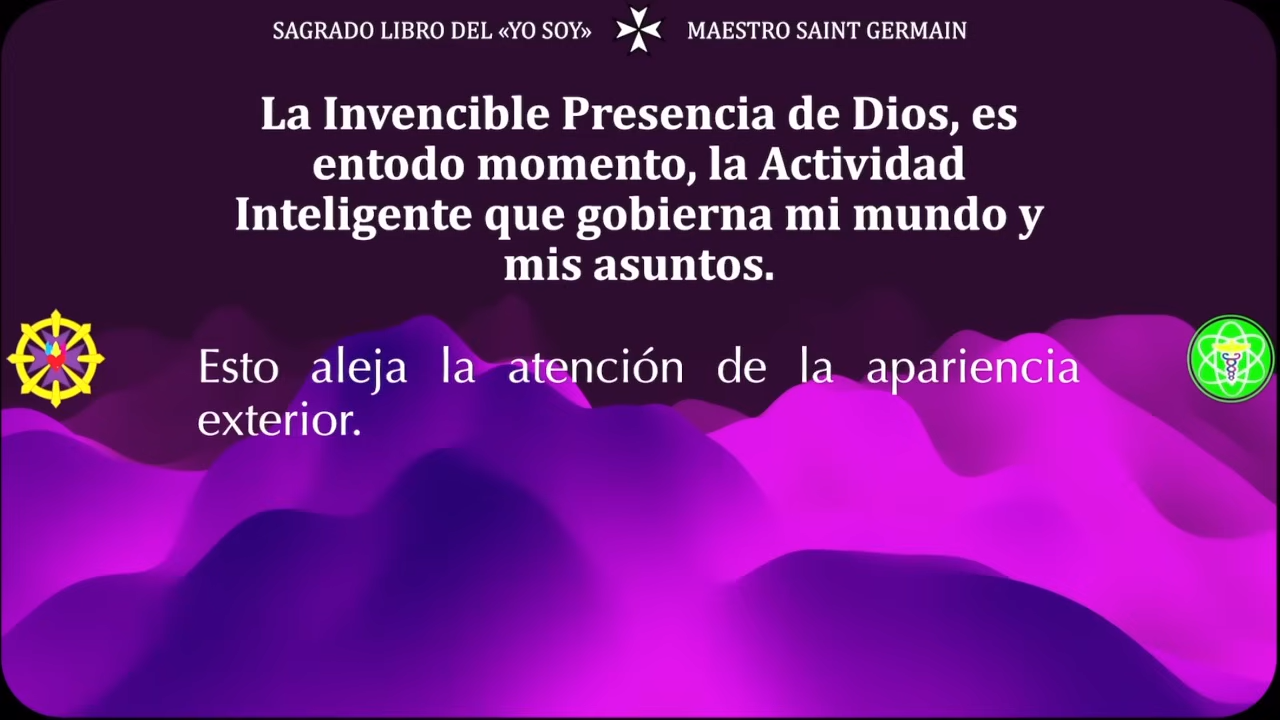 SAGRADO LIBRO DEL «YO SOY» MAESTRO SAINT GERMAIN
La Invencible Presencia de Dios, es
entodo momento, la Actividad
Inteligente que gobierna mi mundo y
mis asuntos.
Esto aleja la atención de la apariencia
exterior.